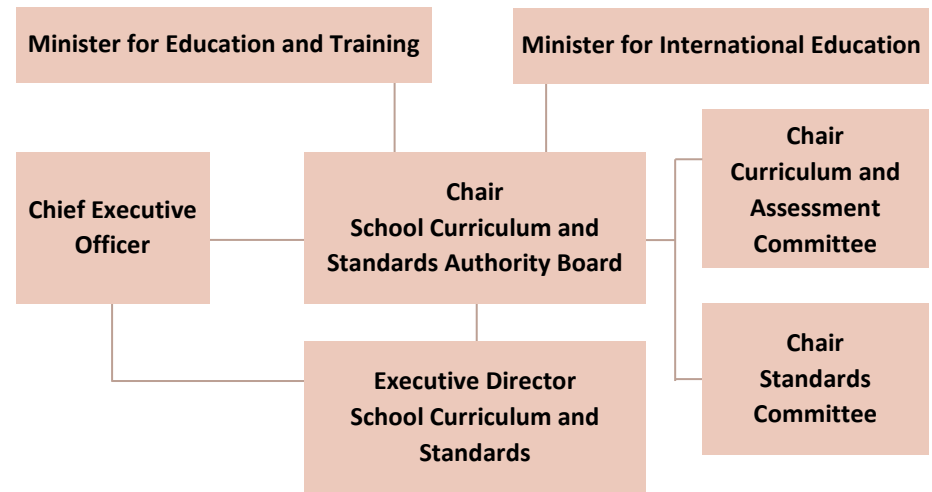 Minister for Education and Training
Minister for International Education
Chief Executive
Officer
Chair
School Curriculum and
Standards Authority Board
Chair
Curriculum and
Assessment
Committee
Executive Director
School Curriculum and
Standards
Chair
Standards
Committee